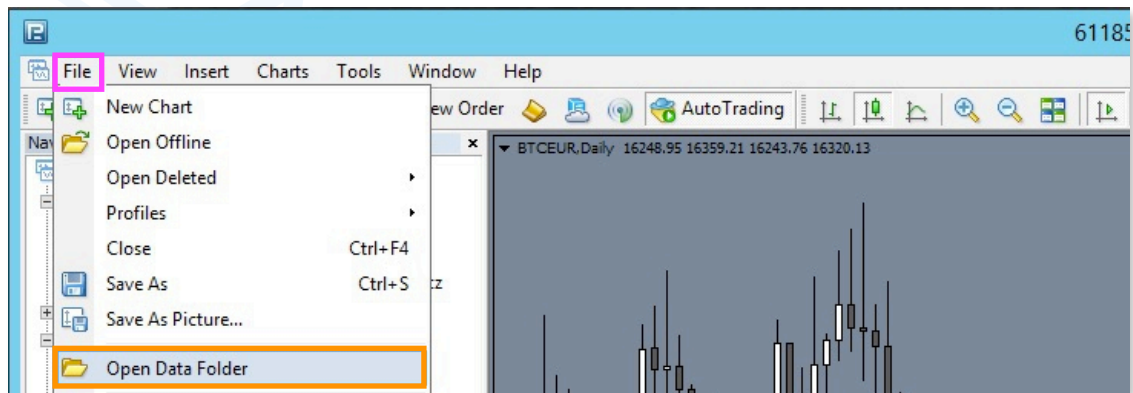 61185
File View Insert Charts Tools Window Help
New Chart
ew Order AutoTrading
Open Offline
Nav
BTCEUR,Daily 16248.95 16359.21 16243.76 16320.13
Open Deleted
Profiles
Close Ctrl+F4
Save As Ctrl+S
tz
Save As Picture...
Open Data Folder